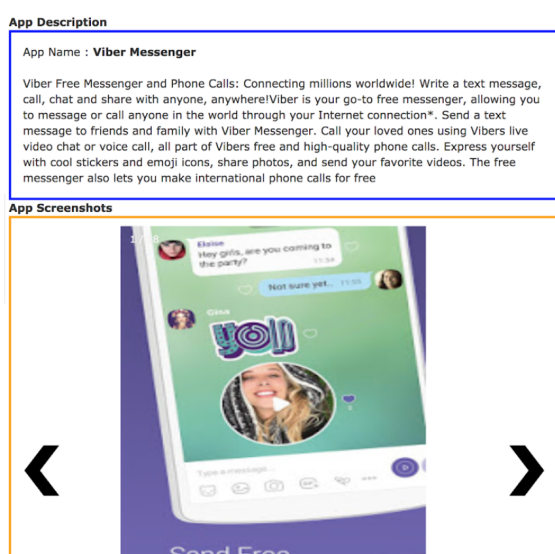 App Description
App Name : Viber Messenger
Viber Free Messenger and Phone Calls: Connecting millions worldwide! Write a text message,
call, chat and share with anyone, anywhere!Viber is your go-to free messenger, allowing you
to message or call anyone in the world through your Internet connection*. Send a text
message to friends and family with Viber Messenger. Call your loved ones using Vibers live
video chat or voice call, all part of Vibers free and high-quality phone calls. Express yourself
with cool stickers and emoji icons, share photos, and send your favorite videos. The free
messenger also lets you make international phone calls for free
App Screenshots
Eloise
Hey girls, are you coming to
the party?
11:59
Not sure yet.. 11:59
Gina
Type a message...
GIF
Send Free